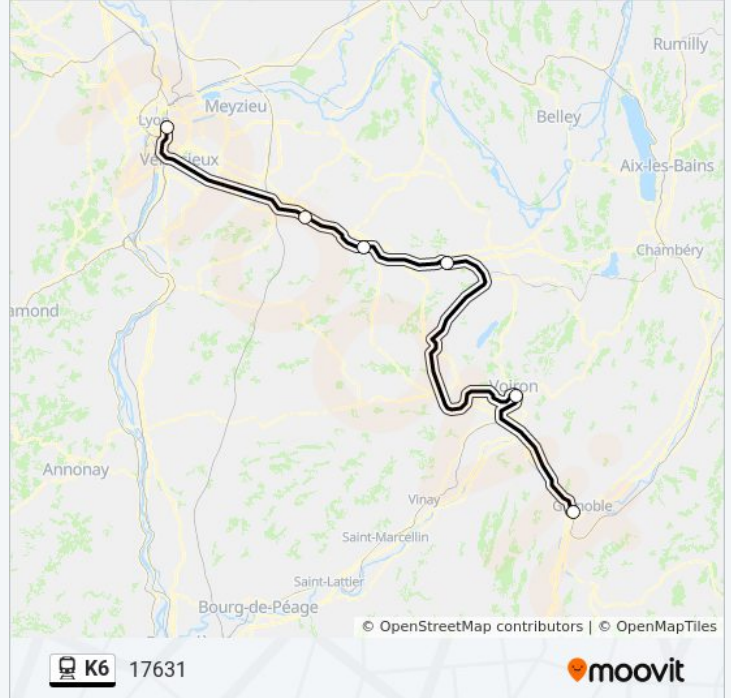 Rumilly
Meyzieu
Lyon
Belley
Vénissieux
Aix-les-Bains
Chambéry
amond
Voiron
Annonay
Vinay
Grenoble
Saint-Marcellin
Saint-Lattier
Bourg-de-Péage
© OpenStreetMap contributors | © OpenMapTiles
K6 17631 moovit